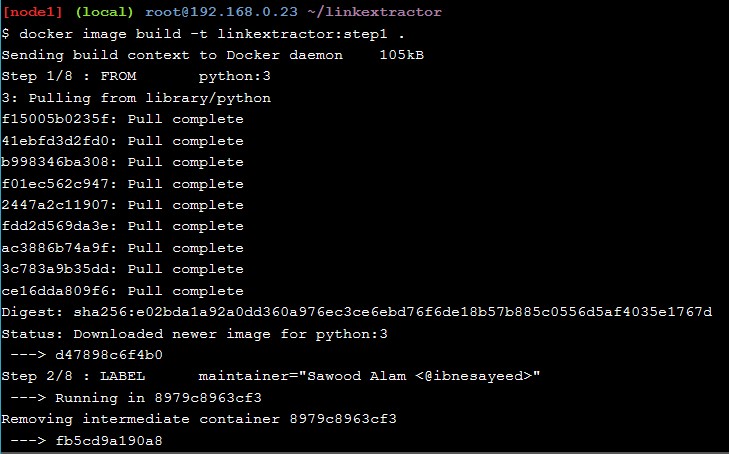 [node1] (local) root@192.168.0.23 ~/linkextractor
$ docker image build -t linkextractor:step1 .
Sending build context to Docker daemon    105kB
Step 1/8 : FROM       python:3
3: Pulling from library/python
f15005b0235f: Pull complete
41ebfd3d2fd0: Pull complete
b998346ba308: Pull complete
f01ec562c947: Pull complete
2447a2c11907: Pull complete
fdd2d569da3e: Pull complete
ac3886b74a9f: Pull complete
3c783a9b35dd: Pull complete
ce16dda809f6: Pull complete
Digest: sha256:e02bda1a92a0dd360a976ec3ce6ebd76f6de18b57b885c0556d5af4035e1767d
Status: Downloaded newer image for python:3
 ---> d47898c6f4b0
Step 2/8 : LABEL      maintainer="Sawood Alam <@ibnesayeed>"
 ---> Running in 8979c8963cf3
Removing intermediate container 8979c8963cf3
 ---> fb5cd9a190a8